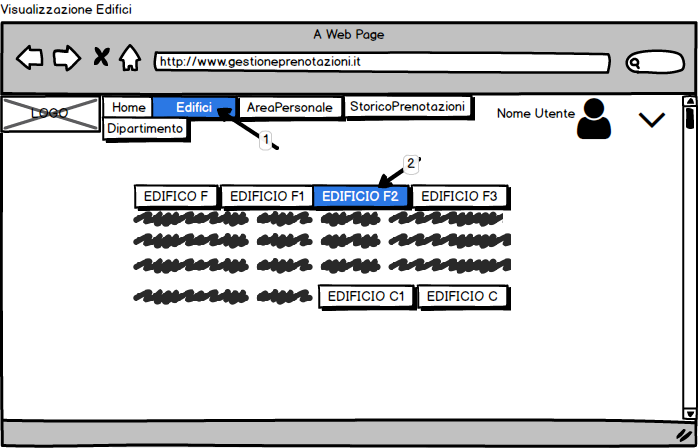 Visualizzazione Edifici
A Web Page
http://www.gestioneprenotazioni.it
LOGO
Home Edifici AreaPersonale StoricoPrenotazioni
Nome Utente
Dipartimento
1
2
EDIFICO F EDIFICIO F1 EDIFICIO F2 EDIFICIO F3
EDIFICIO C1 EDIFICIO C